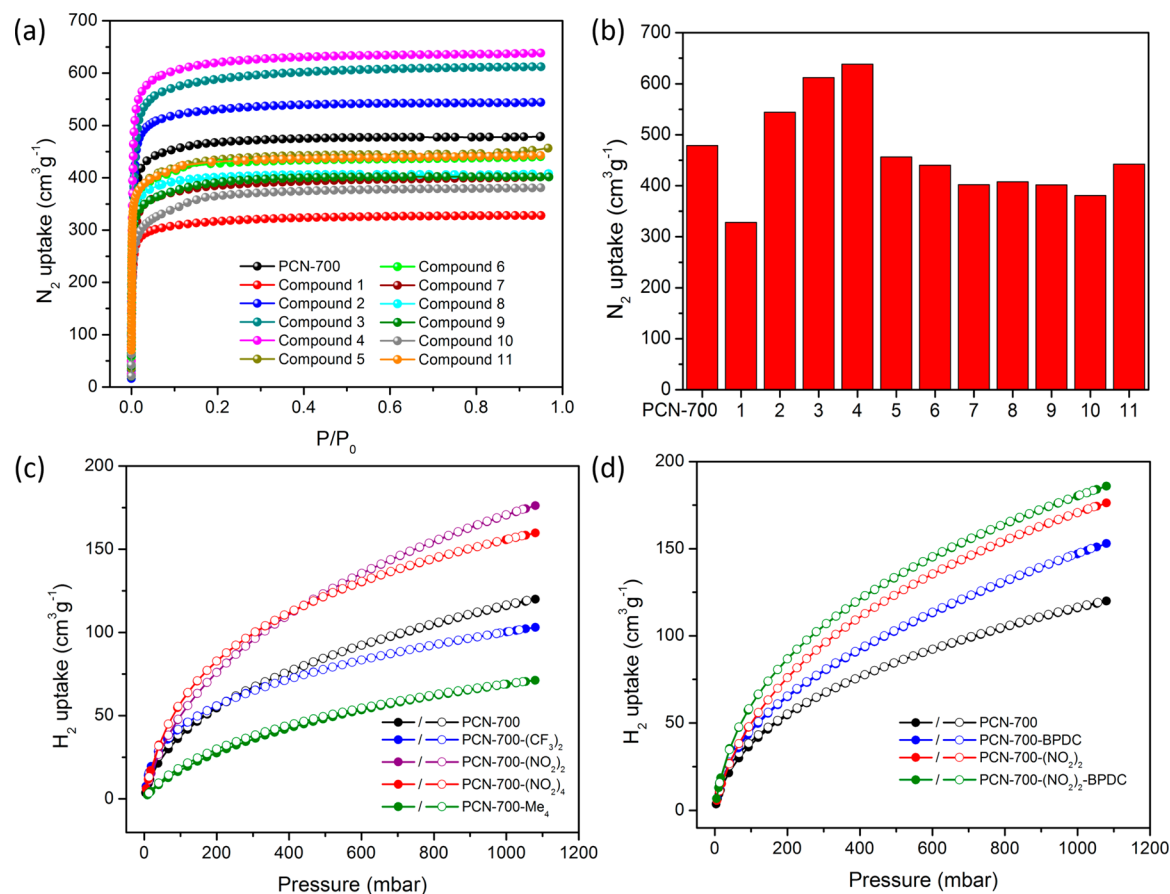 (a)
700
600
500
400
300
200
100
0
N₂ uptake (cm³g⁻¹)
PCN-700
Compound 1
Compound 2
Compound 3
Compound 4
Compound 5
Compound 6
Compound 7
Compound 8
Compound 9
Compound 10
Compound 11
0.0 0.2 0.4 0.6 0.8 1.0
P/P₀
(b)
700
600
500
400
300
200
100
0
N₂ uptake (cm³g⁻¹)
PCN-700 1 2 3 4 5 6 7 8 9 10 11
(c)
200
150
100
50
0
H₂ uptake (cm³g⁻¹)
/ PCN-700
/ PCN-700-(CF₃)₂
/ PCN-700-(NO₂)₂
/ PCN-700-(NO₂)₄
/ PCN-700-Me₄
0 200 400 600 800 1000 1200
Pressure (mbar)
(d)
200
150
100
50
0
H₂ uptake (cm³g⁻¹)
/ PCN-700
/ PCN-700-BPDC
/ PCN-700-(NO₂)₂
/ PCN-700-(NO₂)₂-BPDC
0 200 400 600 800 1000 1200
Pressure (mbar)